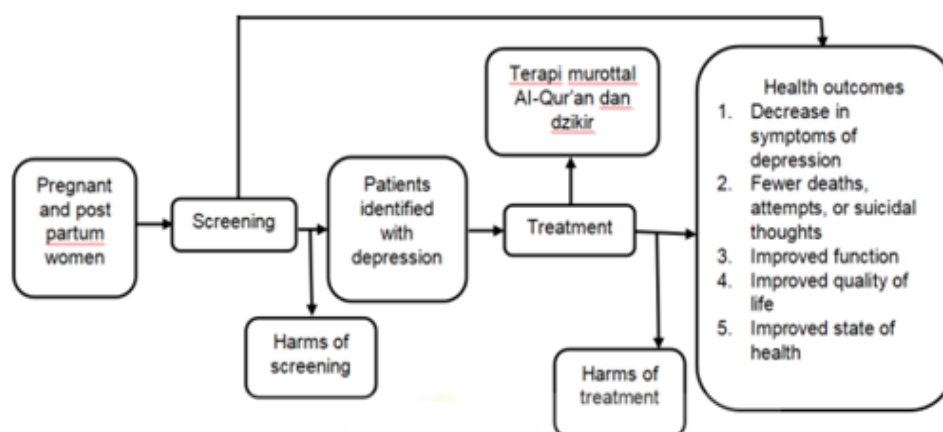 Pregnant
and post
partum
women
Screening
Harms of
screening
Patients
identified
with
depression
Treatment
Terapi murottal
Al-Qur'an dan
dzikir
Harms of
treatment
Health outcomes
1. Decrease in
symptoms of
depression
2. Fewer deaths,
attempts, or suicidal
thoughts
3. Improved function
4. Improved quality of
life
5. Improved state of
health